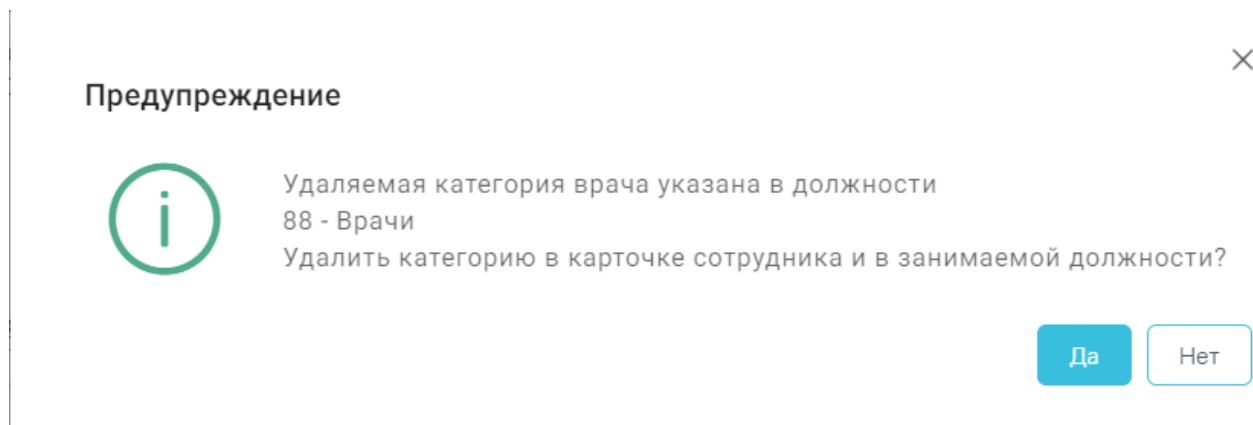 Предупреждение
Удаляемая категория врача указана в должности
88 - Врачи
Удалить категорию в карточке сотрудника и в занимаемой должности?
Да
Нет